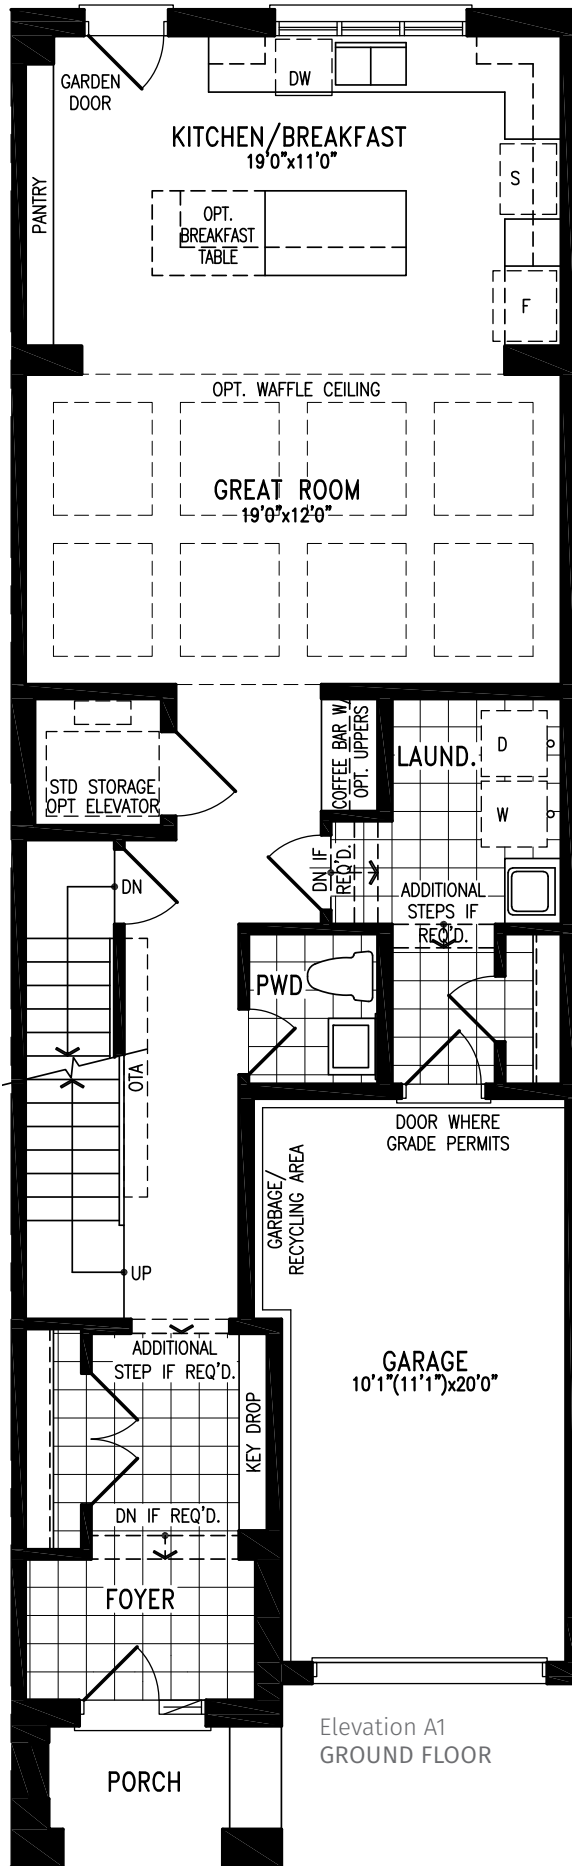 GARDEN
DOOR
DW
KITCHEN/BREAKFAST
19'0"x11'0"
PANTRY
S
OPT.
BREAKFAST
TABLE
F
OPT. WAFFLE CEILING
GREAT ROOM
19'0"x12'0"
COFFEE BAR W/
OPT. UPPERS
LAUND.
D
STD STORAGE
OPT ELEVATOR
W
DN IF
REQ'D.
DN
ADDITIONAL
STEPS IF
REQ'D.
PWD
OTA
DOOR WHERE
GRADE PERMITS
GARBAGE/
RECYCLING AREA
UP
ADDITIONAL
STEP IF REQ'D.
GARAGE
10'1"(11'1")x20'0"
KEY DROP
DN IF REQ'D.
FOYER
Elevation A1
GROUND FLOOR
PORCH